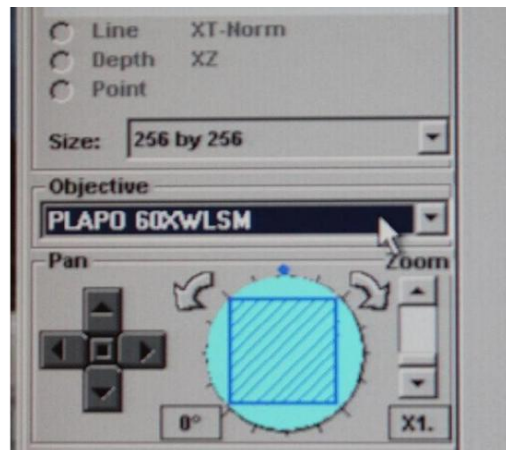 Line XT-Norm
Depth XZ
Point
Size: 256 by 256
Objective
PLAPO 60XWLSM
Pan Zoom
0° X1.